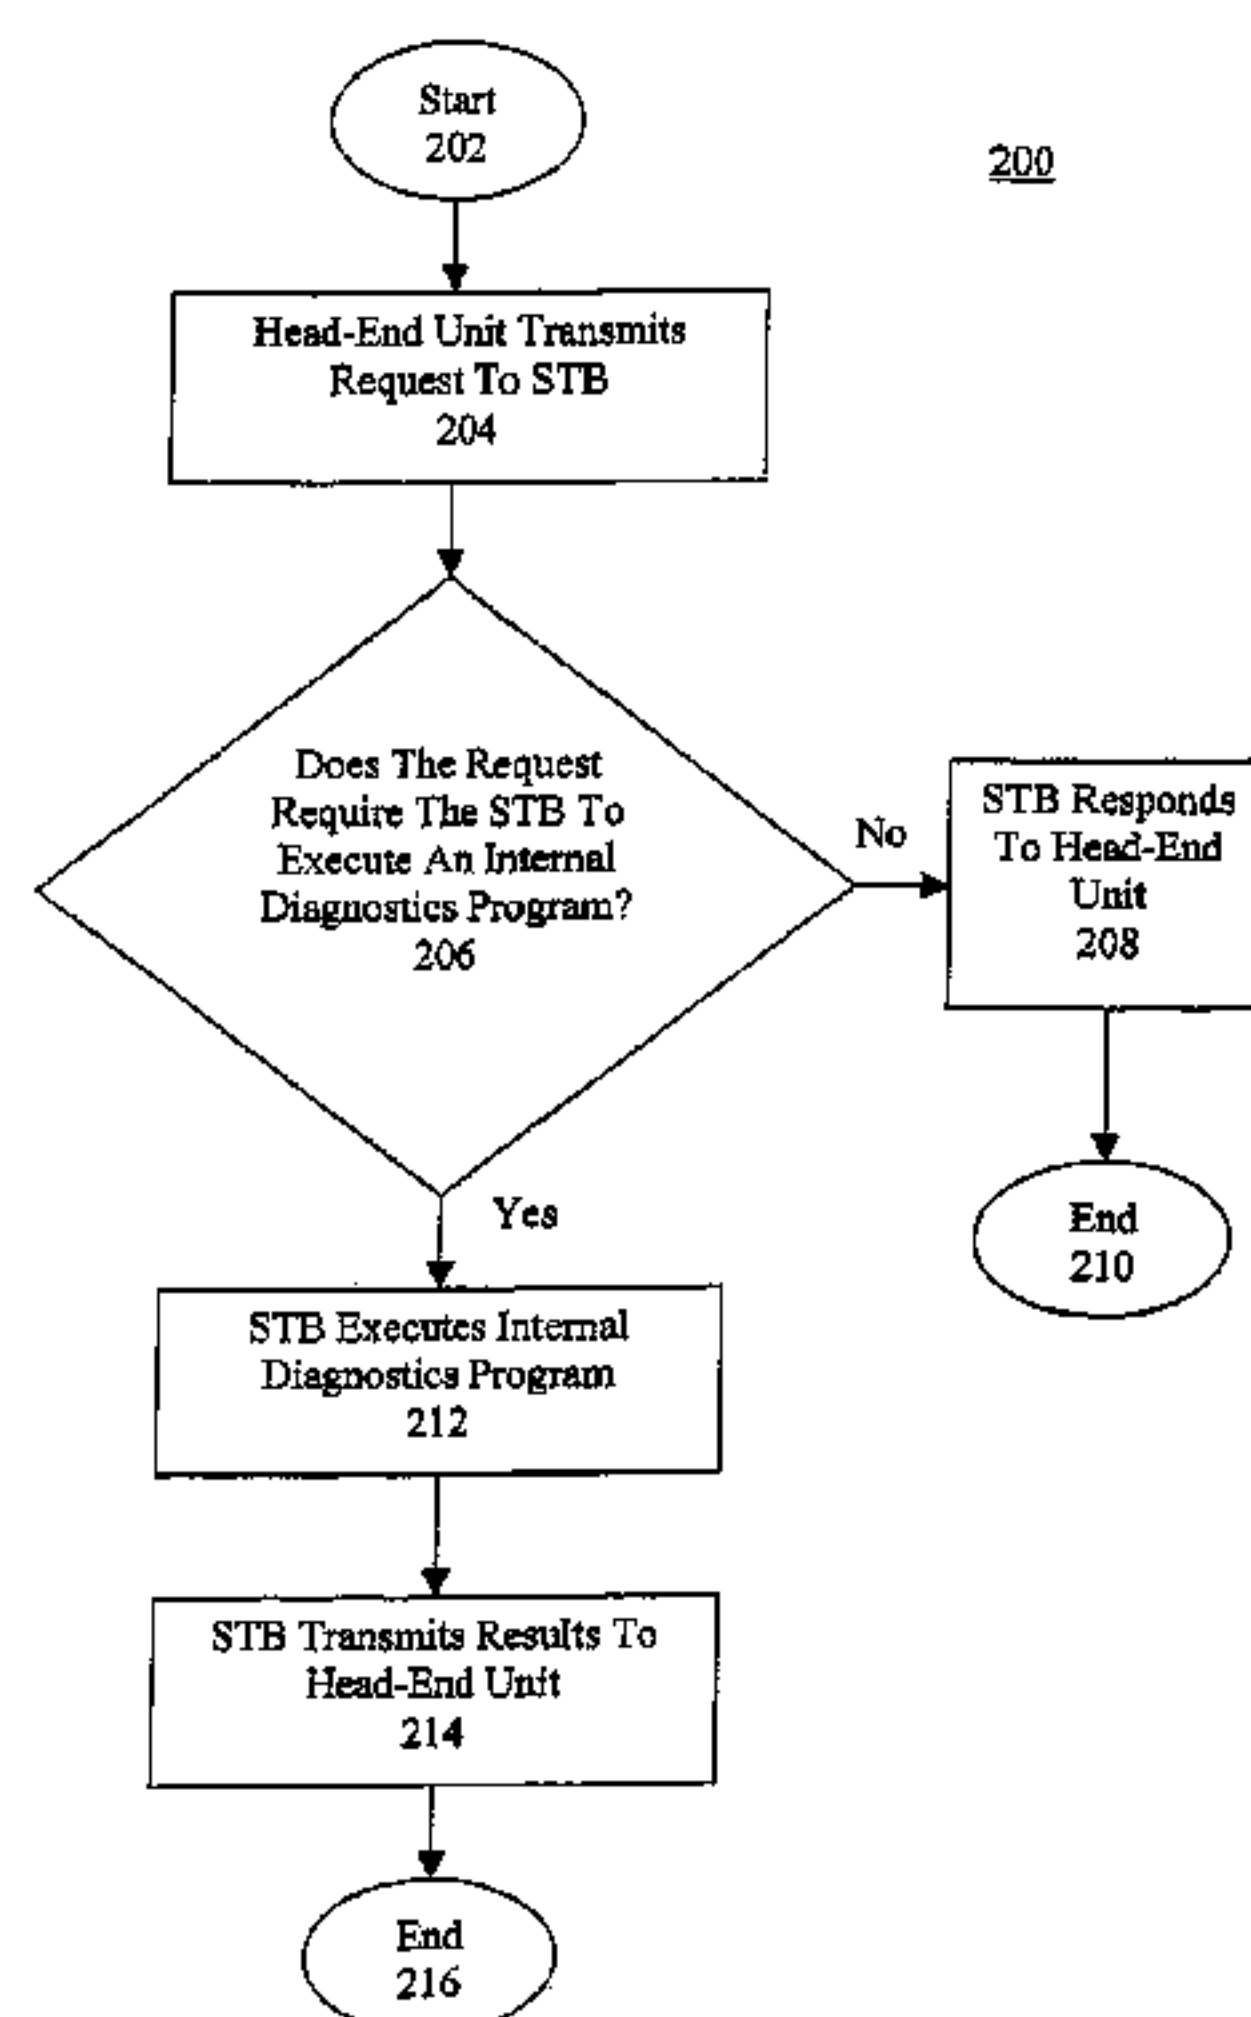 Start
202
200
Head-End Unit Transmits
Request To STB
204
Does The Request
Require The STB To
Execute An Internal
Diagnostics Program?
206
No
STB Responds
To Head-End
Unit
208
End
210
Yes
STB Executes Internal
Diagnostics Program
212
STB Transmits Results To
Head-End Unit
214
End
216